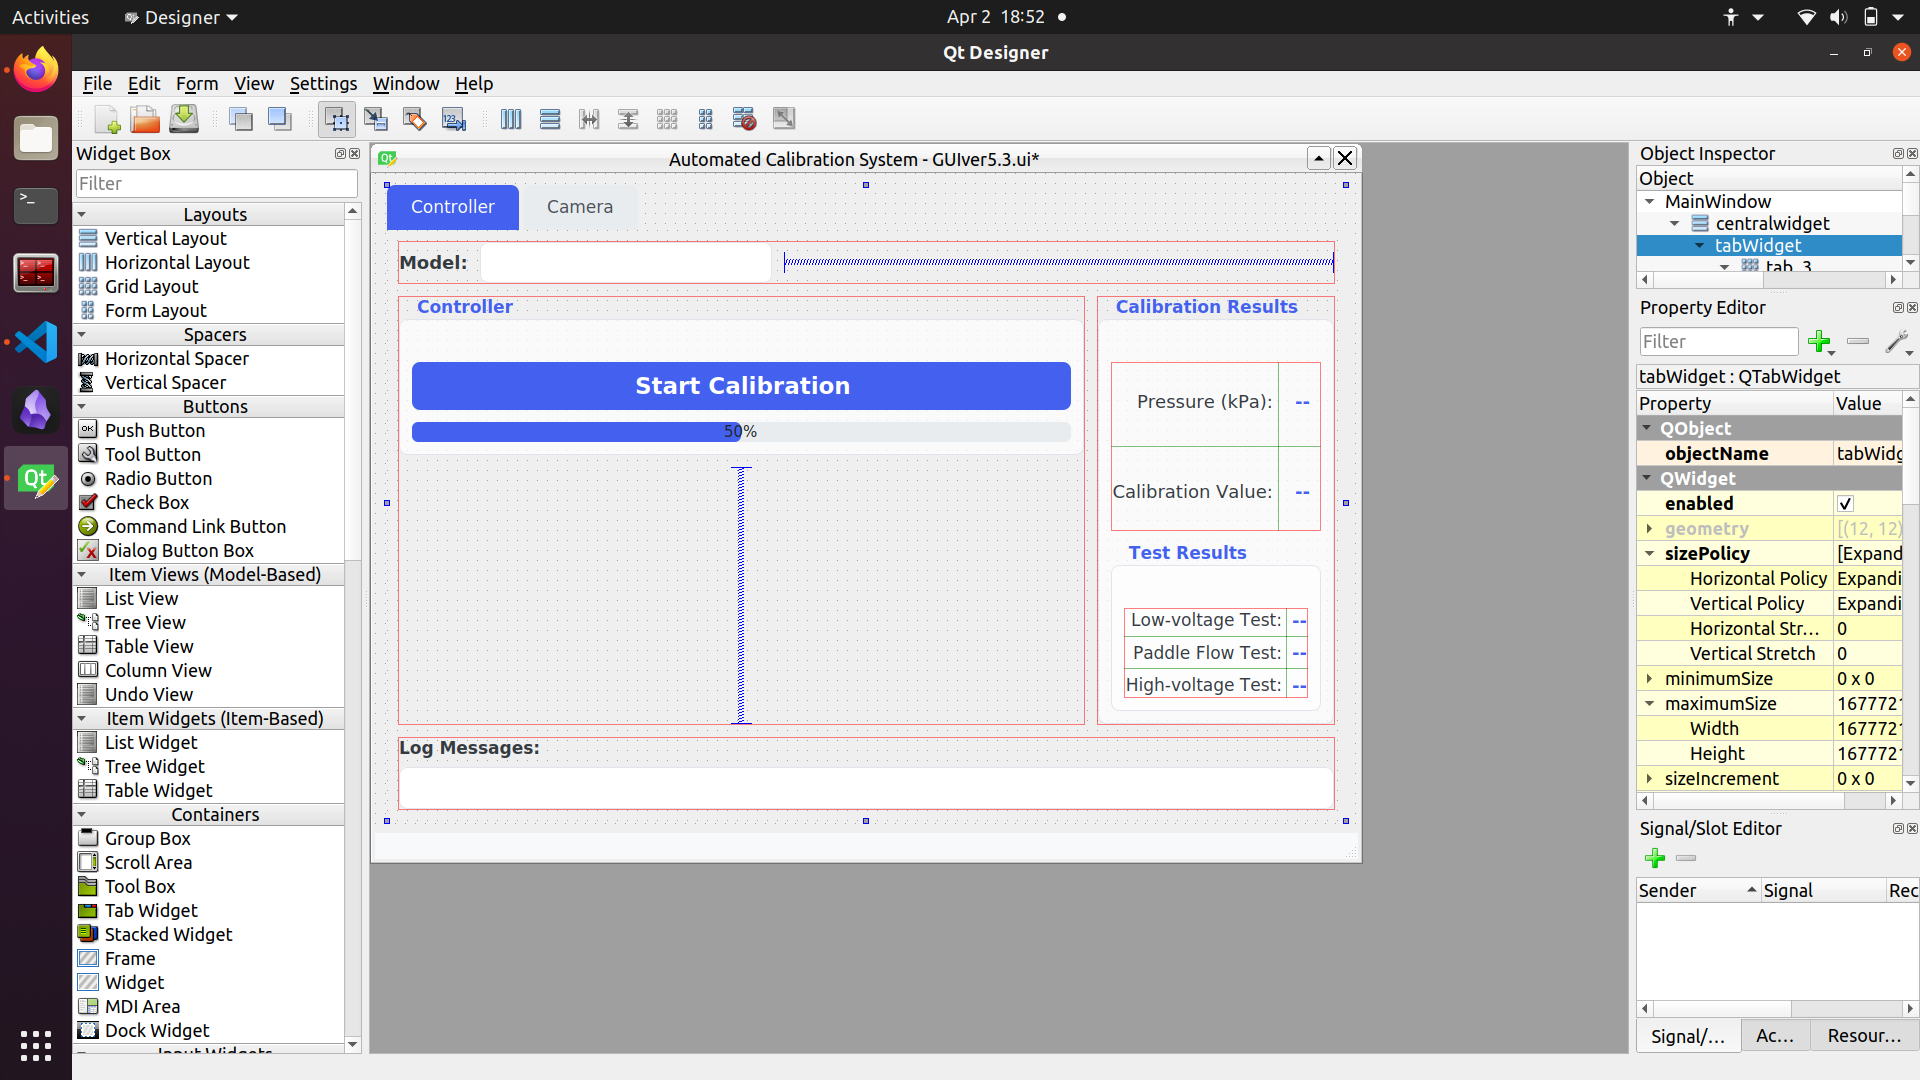 Activities
Designer
Apr 2 18:52
Qt Designer
File Edit Form View Settings Window Help
Widget Box
Filter
Layouts
Vertical Layout
Horizontal Layout
Grid Layout
Form Layout
Spacers
Horizontal Spacer
Vertical Spacer
Buttons
Push Button
Tool Button
Radio Button
Check Box
Command Link Button
Dialog Button Box
Item Views (Model-Based)
List View
Tree View
Table View
Column View
Undo View
Item Widgets (Item-Based)
List Widget
Tree Widget
Table Widget
Containers
Group Box
Scroll Area
Tool Box
Tab Widget
Stacked Widget
Frame
Widget
MDI Area
Dock Widget
Input Widgets
Automated Calibration System - GUIver5.3.ui*
Controller
Camera
Model:
Controller
Start Calibration
50%
Calibration Results
Pressure (kPa): --
Calibration Value: --
Test Results
Low-voltage Test: --
Paddle Flow Test: --
High-voltage Test: --
Log Messages:
Object Inspector
Object
MainWindow
centralwidget
tabWidget
tab_3
Property Editor
Filter
tabWidget : QTabWidget
Property Value
QObject
objectName tabWidg
QWidget
enabled
geometry [(12, 12)
sizePolicy [Expand
Horizontal Policy Expandi
Vertical Policy Expandi
Horizontal Str... 0
Vertical Stretch 0
minimumSize 0 x 0
maximumSize 1677721
Width 1677721
Height 1677721
sizeIncrement 0 x 0
Signal/Slot Editor
Sender Signal Rec
Signal/... Ac... Resour...